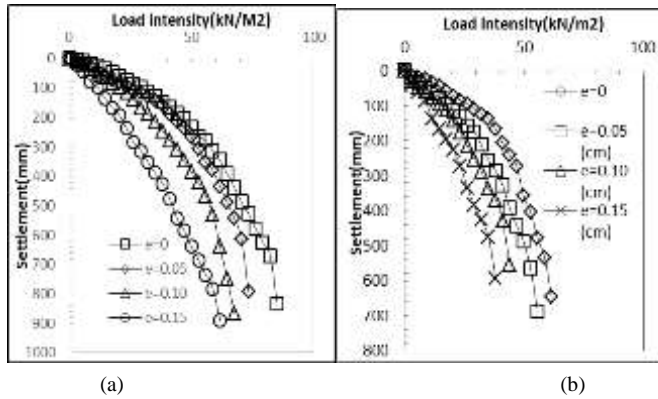 Load Intensity(kN/M2)
0 50 100
Settlement(mm)
0
100
200
300
400
500
600
700
800
900
1000
e=0
e=0.05
e=0.10
e=0.15
(a)
Load Intensity(kN/m2)
0 50 100
Settlement(mm)
0
100
200
300
400
500
600
700
800
e=0
e=0.05
(cm)
e=0.10
(cm)
e=0.15
(cm)
(b)